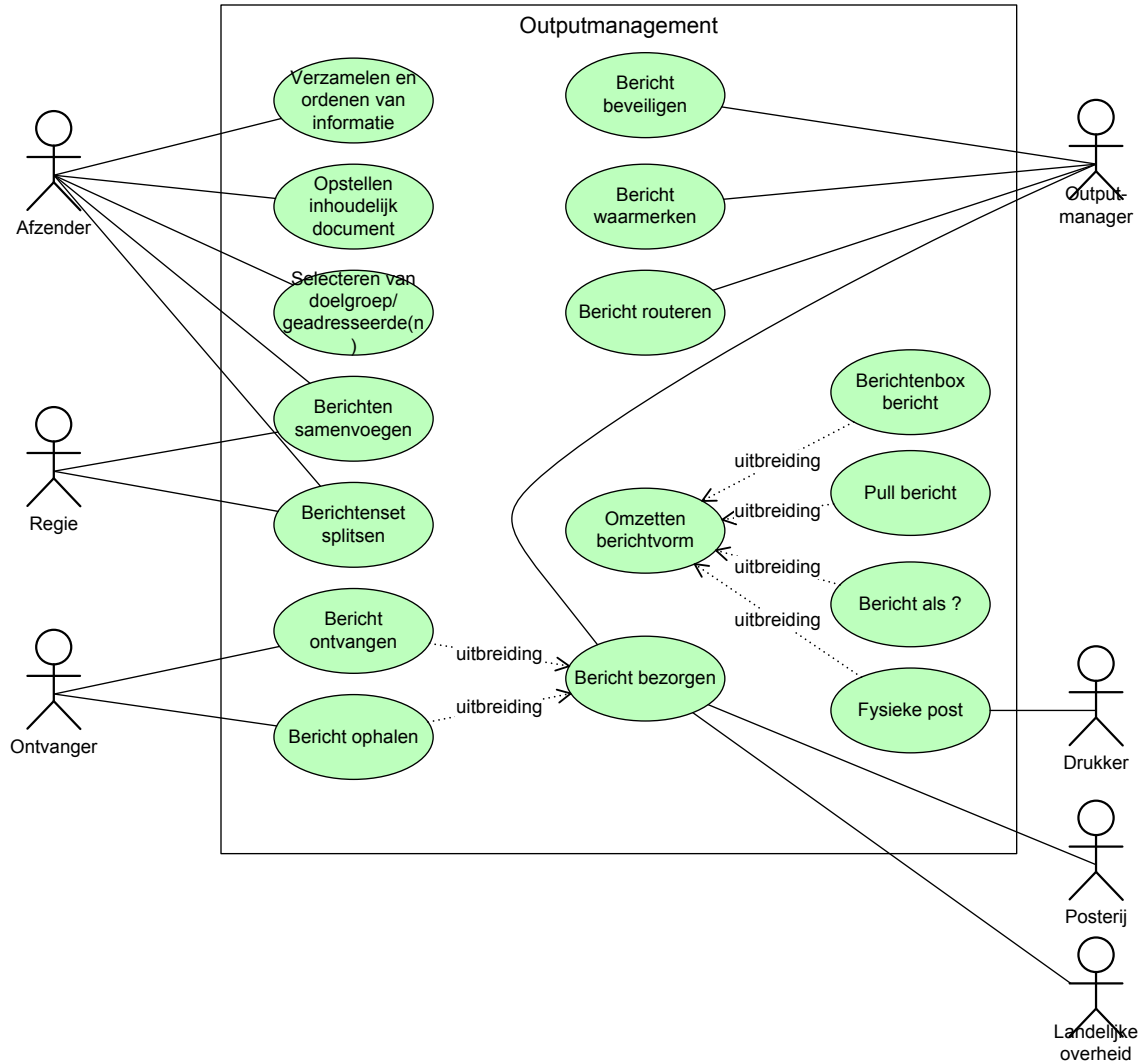 Outputmanagement
Verzamelen en
ordenen van
informatie
Bericht
beveiligen
Afzender
Opstellen
inhoudelijk
document
Bericht
waarmerken
Output-
manager
Selecteren van
doelgroep/
geadresseerde(n
)
Bericht routeren
Berichtenbox
bericht
Berichten
samenvoegen
uitbreiding
Regie
Pull bericht
Berichtenset
splitsen
Omzetten
berichtvorm
uitbreiding
uitbreiding
Bericht als ?
Bericht
ontvangen
uitbreiding
uitbreiding
Ontvanger
Bericht bezorgen
Fysieke post
uitbreiding
Bericht ophalen
Drukker
Posterij
Landelijke
overheid